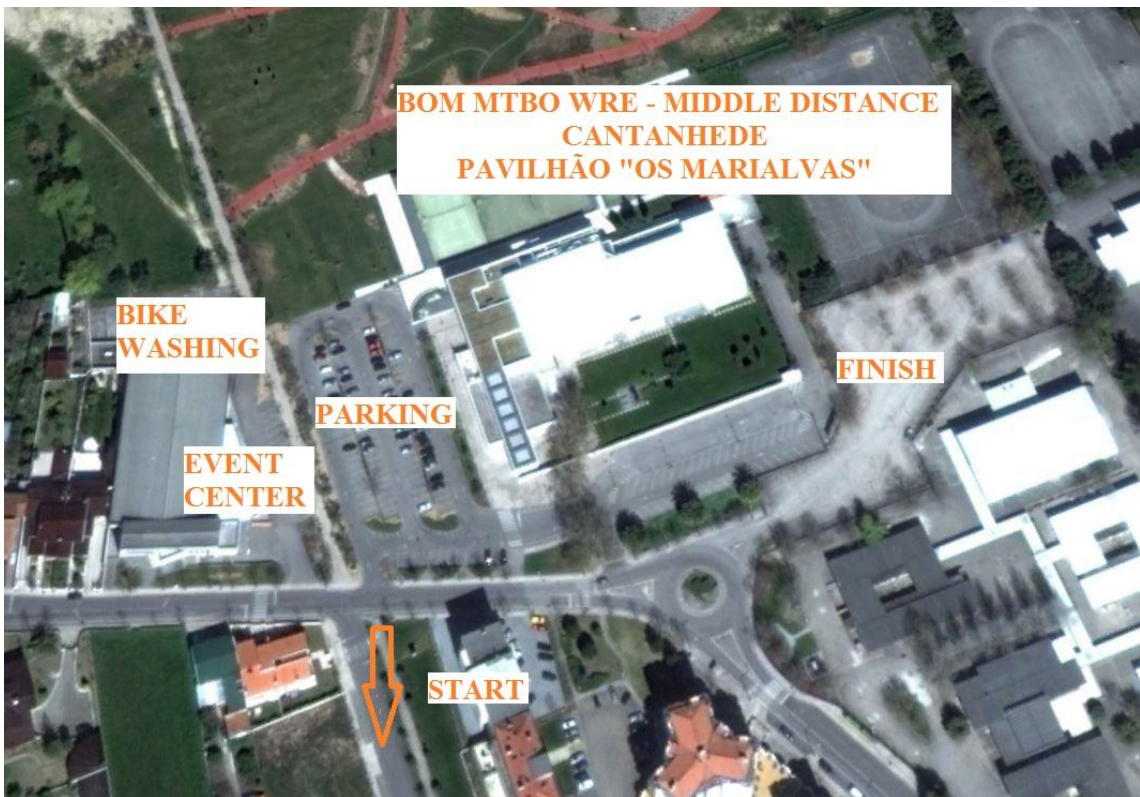 BOM MTBO WRE - MIDDLE DISTANCE
CANTANHEDE
PAVILHÃO "OS MARIALVAS"
BIKE
WASHING
FINISH
PARKING
EVENT
CENTER
START